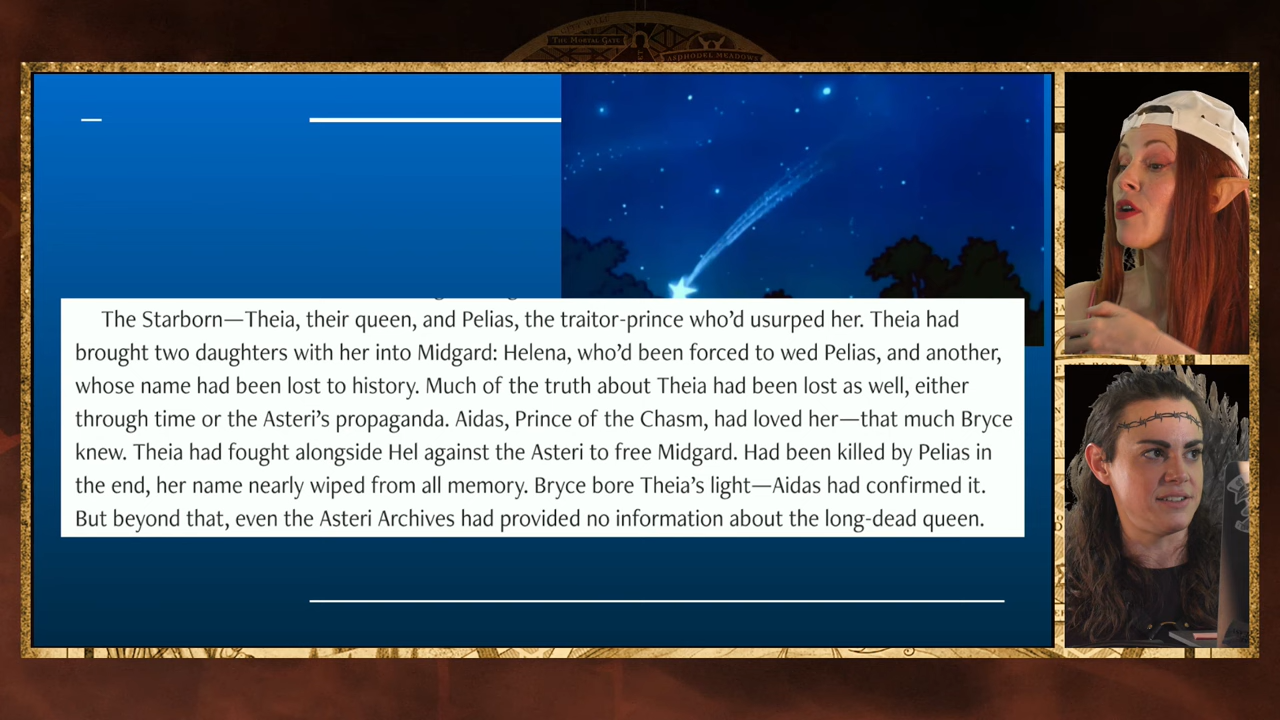 THE MORTAL GATE
ASPHODEL MEADOWS
The Starborn—Theia, their queen, and Pelias, the traitor-prince who’d usurped her. Theia had
brought two daughters with her into Midgard: Helena, who’d been forced to wed Pelias, and another,
whose name had been lost to history. Much of the truth about Theia had been lost as well, either
through time or the Asteri’s propaganda. Aidas, Prince of the Chasm, had loved her—that much Bryce
knew. Theia had fought alongside Hel against the Asteri to free Midgard. Had been killed by Pelias in
the end, her name nearly wiped from all memory. Bryce bore Theia’s light—Aidas had confirmed it.
But beyond that, even the Asteri Archives had provided no information about the long-dead queen.